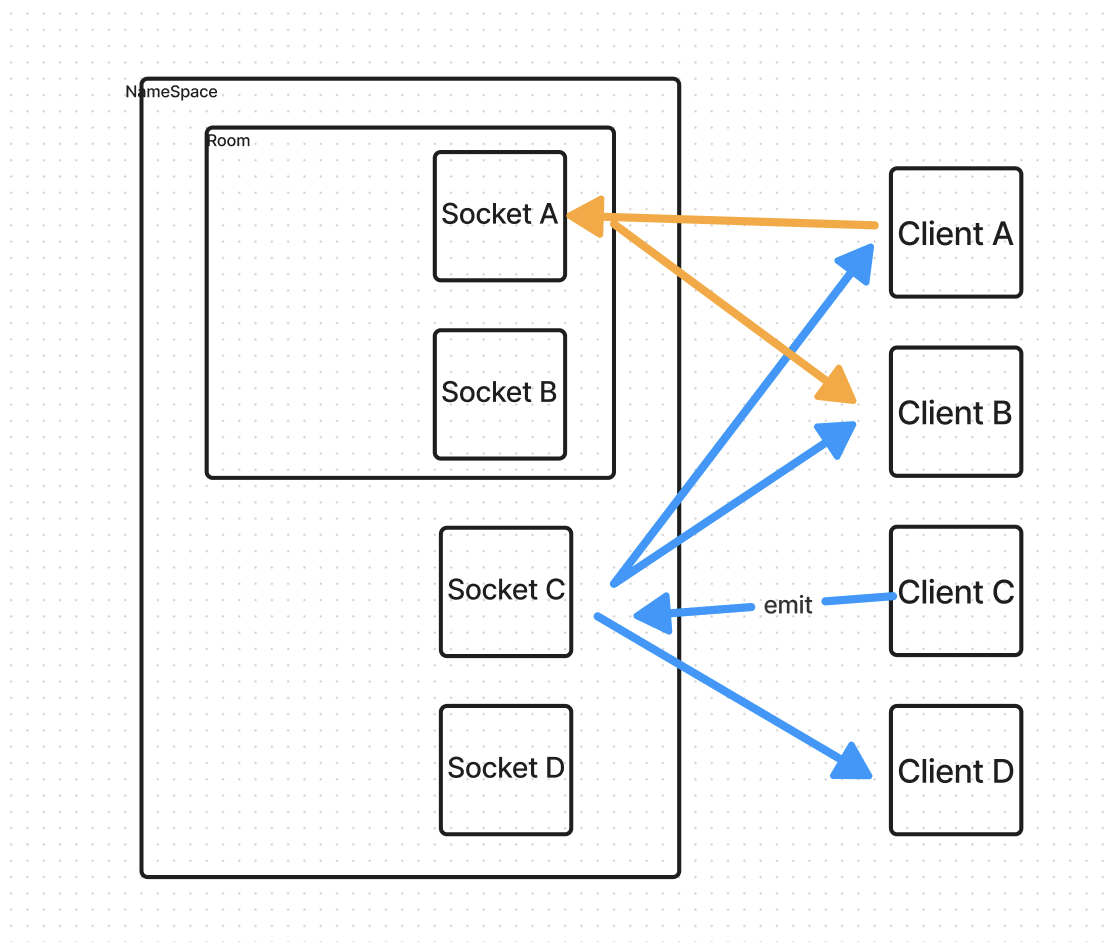 NameSpace
Room
Socket A
Client A
Socket B
Client B
Socket C
emit
Client C
Socket D
Client D